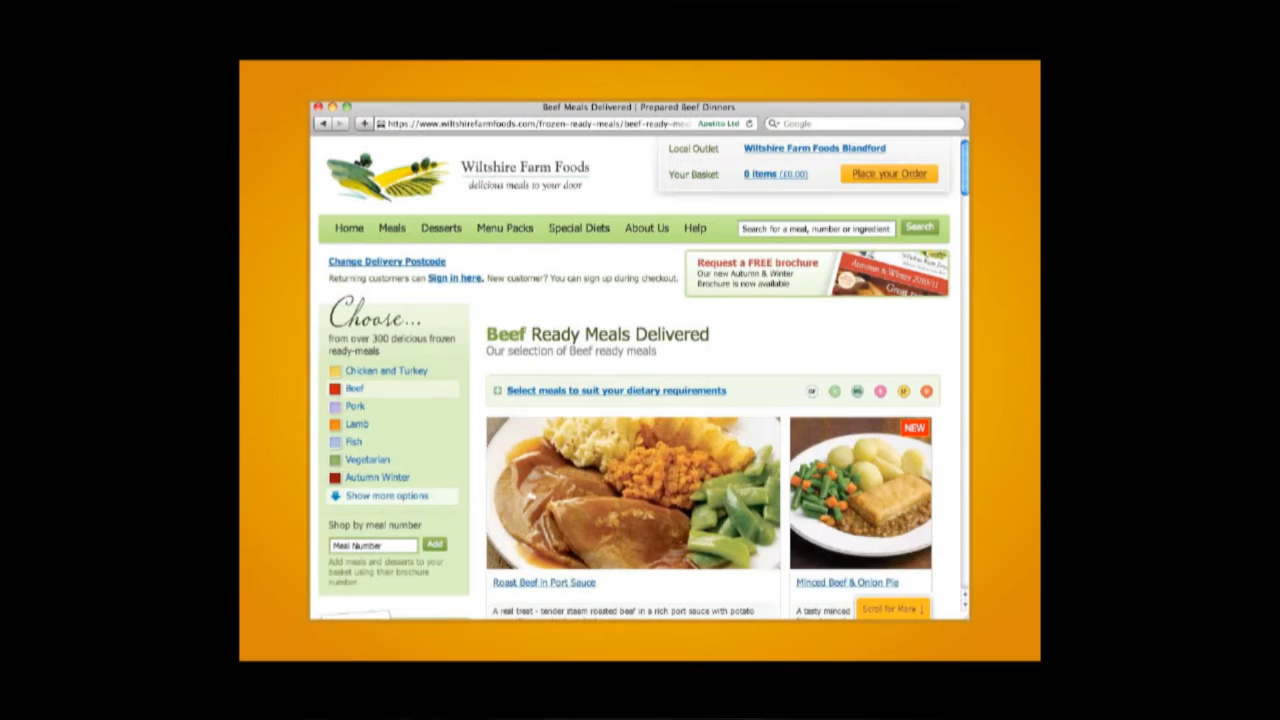 Beef Meals Delivered | Prepared Beef Dinners
https://www.wiltshirefarmfoods.com/frozen-ready-meals/beef-ready-me
Apetito Ltd
Google
Wiltshire Farm Foods
delicious meals to your door
Local Outlet Wiltshire Farm Foods Blandford
Your Basket 0 items (£0.00) Place your Order
Home Meals Desserts Menu Packs Special Diets About Us Help
Search for a meal, number or ingredient Search
Change Delivery Postcode
Returning customers can Sign in here. New customer? You can sign up during checkout.
Request a FREE brochure
Our new Autumn & Winter
Brochure is now available
Autumn & Winter 2010/11
Great
Choose...
from over 300 delicious frozen
ready-meals
Chicken and Turkey
Beef
Pork
Lamb
Fish
Vegetarian
Autumn Winter
Show more options
Shop by meal number
Meal Number Add
Add meals and desserts to your
basket using their brochure
number.
Beef Ready Meals Delivered
Our selection of Beef ready meals
Select meals to suit your dietary requirements
NEW
Roast Beef in Port Sauce
A real treat - tender steam roasted beef in a rich port sauce with potato
Minced Beef & Onion Pie
A tasty minced
Scroll for More ↓